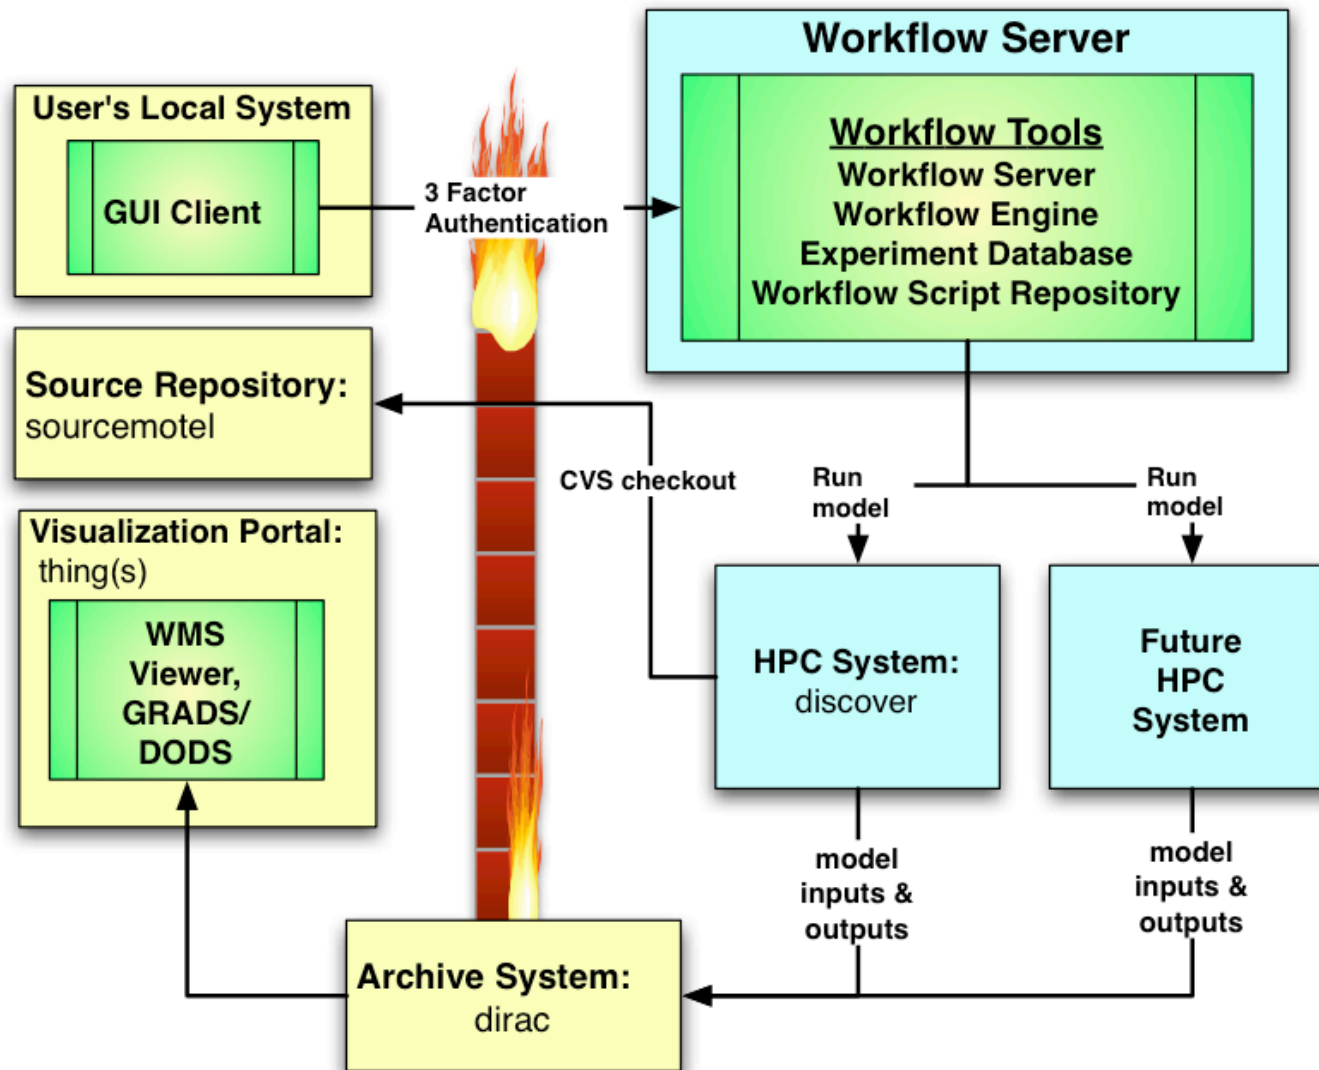 Workflow Server
User's Local System
GUI Client
3 Factor
Authentication
Workflow Tools
Workflow Server
Workflow Engine
Experiment Database
Workflow Script Repository
Source Repository:
sourcemotel
CVS checkout
Run
model
Run
model
Visualization Portal:
thing(s)
WMS
Viewer,
GRADS/
DODS
HPC System:
discover
Future
HPC
System
model
inputs &
outputs
model
inputs &
outputs
Archive System:
dirac